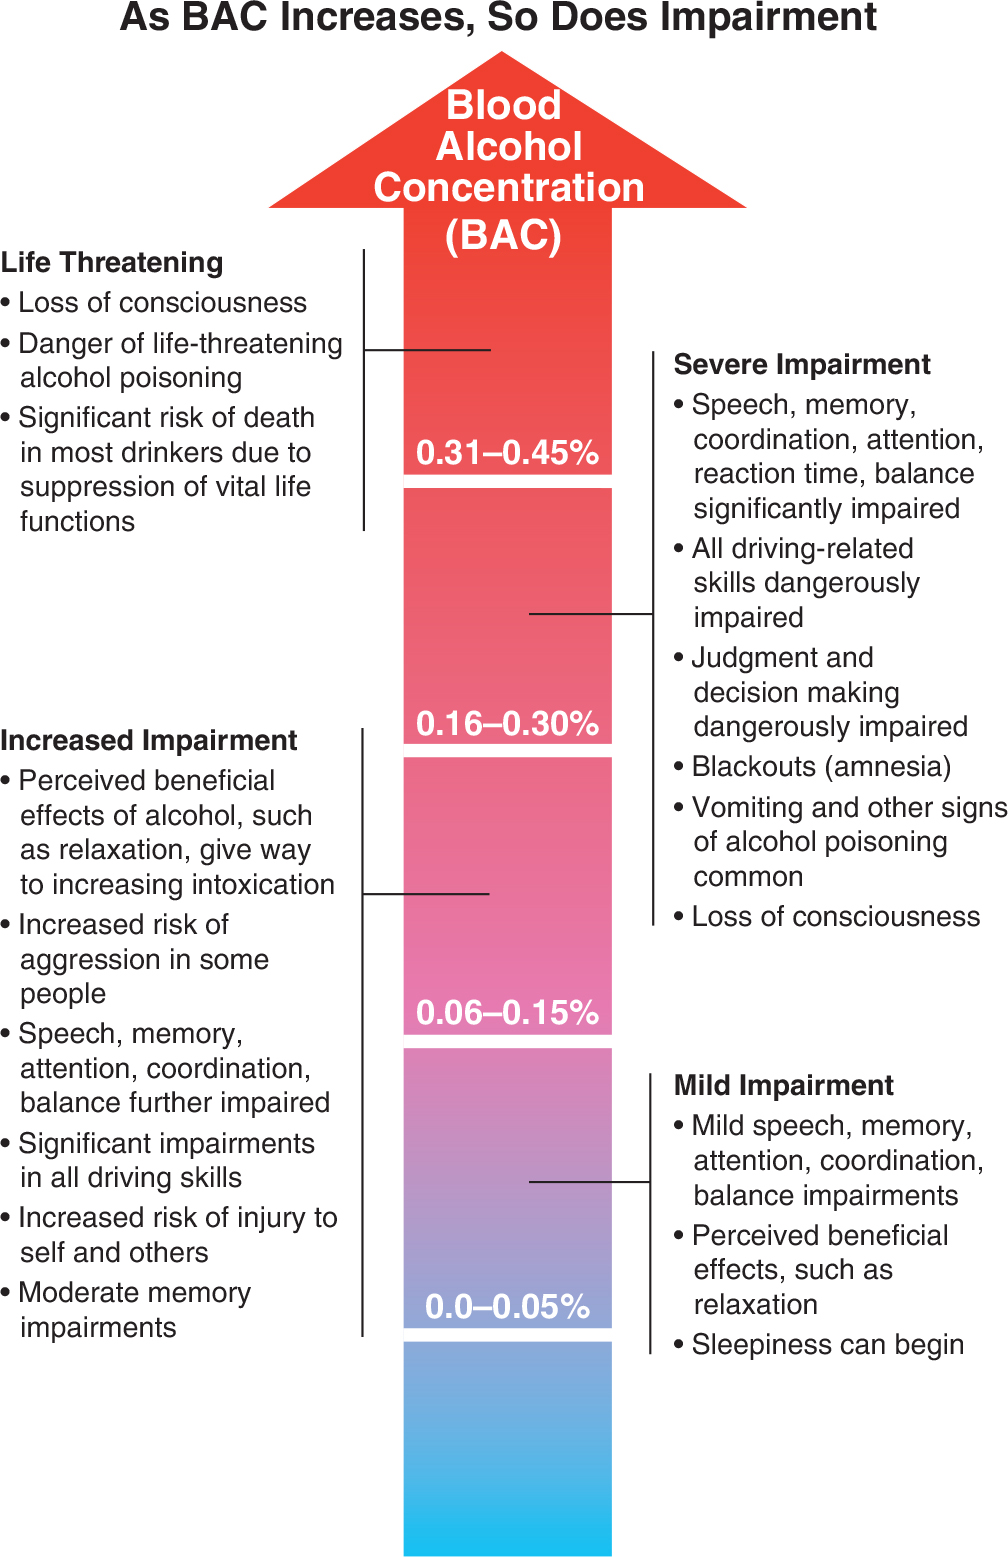 As BAC Increases, So Does Impairment
Blood
Alcohol
Concentration
(BAC)
Life Threatening
• Loss of consciousness
• Danger of life-threatening
alcohol poisoning
• Significant risk of death
in most drinkers due to
suppression of vital life
functions
0.31–0.45%
Severe Impairment
• Speech, memory,
coordination, attention,
reaction time, balance
significantly impaired
• All driving-related
skills dangerously
impaired
• Judgment and
decision making
dangerously impaired
• Blackouts (amnesia)
• Vomiting and other signs
of alcohol poisoning
common
• Loss of consciousness
0.16–0.30%
Increased Impairment
• Perceived beneficial
effects of alcohol, such
as relaxation, give way
to increasing intoxication
• Increased risk of
aggression in some
people
• Speech, memory,
attention, coordination,
balance further impaired
• Significant impairments
in all driving skills
• Increased risk of injury to
self and others
• Moderate memory
impairments
0.06–0.15%
Mild Impairment
• Mild speech, memory,
attention, coordination,
balance impairments
• Perceived beneficial
effects, such as
relaxation
• Sleepiness can begin
0.0–0.05%